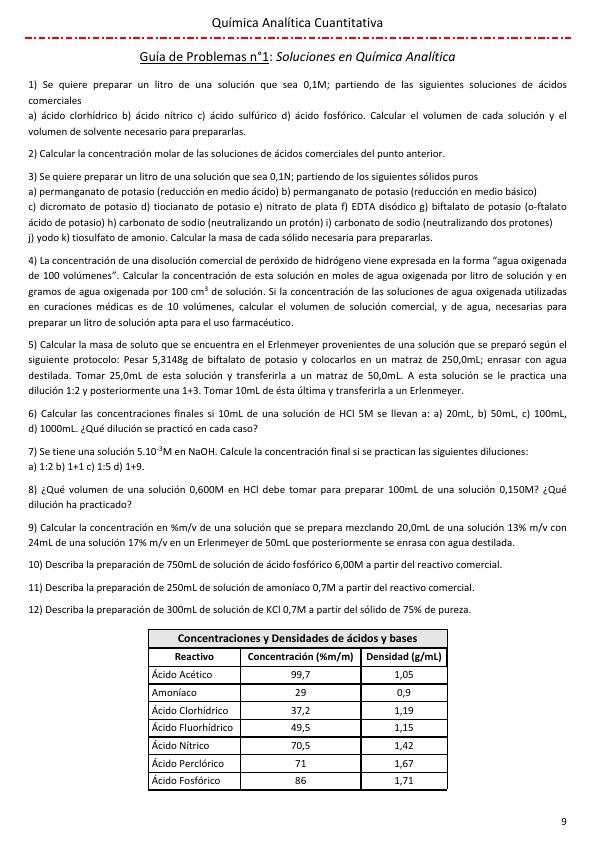 Química Analítica Cuantitativa
Guía de Problemas n°1: Soluciones en Química Analítica
1) Se quiere preparar un litro de una solución que sea 0,1M; partiendo de las siguientes soluciones de ácidos
comerciales
a) ácido clorhídrico b) ácido nítrico c) ácido sulfúrico d) ácido fosfórico. Calcular el volumen de cada solución y el
volumen de solvente necesario para prepararlas.
2) Calcular la concentración molar de las soluciones de ácidos comerciales del punto anterior.
3) Se quiere preparar un litro de una solución que sea 0,1N; partiendo de los siguientes sólidos puros
a) permanganato de potasio (reducción en medio ácido) b) permanganato de potasio (reducción en medio básico)
c) dicromato de potasio d) tiocianato de potasio e) nitrato de plata f) EDTA disódico g) biftalato de potasio (o-ftalato
ácido de potasio) h) carbonato de sodio (neutralizando un protón) i) carbonato de sodio (neutralizando dos protones)
j) yodo k) tiosulfato de amonio. Calcular la masa de cada sólido necesaria para prepararlas.
4) La concentración de una disolución comercial de peróxido de hidrógeno viene expresada en la forma "agua oxigenada
de 100 volúmenes". Calcular la concentración de esta solución en moles de agua oxigenada por litro de solución y en
gramos de agua oxigenada por 100 cm³ de solución. Si la concentración de las soluciones de agua oxigenada utilizadas
en curaciones médicas es de 10 volúmenes, calcular el volumen de solución comercial, y de agua, necesarias para
preparar un litro de solución apta para el uso farmacéutico.
5) Calcular la masa de soluto que se encuentra en el Erlenmeyer provenientes de una solución que se preparó según el
siguiente protocolo: Pesar 5,3148g de biftalato de potasio y colocarlos en un matraz de 250,0mL; enrasar con agua
destilada. Tomar 25,0mL de esta solución y transferirla a un matraz de 50,0mL. A esta solución se le practica una
dilución 1:2 y posteriormente una 1+3. Tomar 10mL de ésta última y transferirla a un Erlenmeyer.
6) Calcular las concentraciones finales si 10mL de una solución de HCl 5M se llevan a: a) 20mL, b) 50mL, c) 100mL,
d) 1000mL. ¿Qué dilución se practicó en cada caso?
7) Se tiene una solución 5.10⁻³M en NaOH. Calcule la concentración final si se practican las siguientes diluciones:
a) 1:2 b) 1+1 c) 1:5 d) 1+9.
8) ¿Qué volumen de una solución 0,600M en HCl debe tomar para preparar 100mL de una solución 0,150M? ¿Qué
dilución ha practicado?
9) Calcular la concentración en %m/v de una solución que se prepara mezclando 20,0mL de una solución 13% m/v con
24mL de una solución 17% m/v en un Erlenmeyer de 50mL que posteriormente se enrasa con agua destilada.
10) Describa la preparación de 750mL de solución de ácido fosfórico 6,00M a partir del reactivo comercial.
11) Describa la preparación de 250mL de solución de amoníaco 0,7M a partir del reactivo comercial.
12) Describa la preparación de 300mL de solución de KCl 0,7M a partir del sólido de 75% de pureza.
Concentraciones y Densidades de ácidos y bases
Reactivo Concentración (%m/m) Densidad (g/mL)
Ácido Acético 99,7 1,05
Amoníaco 29 0,9
Ácido Clorhídrico 37,2 1,19
Ácido Fluorhídrico 49,5 1,15
Ácido Nítrico 70,5 1,42
Ácido Perclórico 71 1,67
Ácido Fosfórico 86 1,71
9